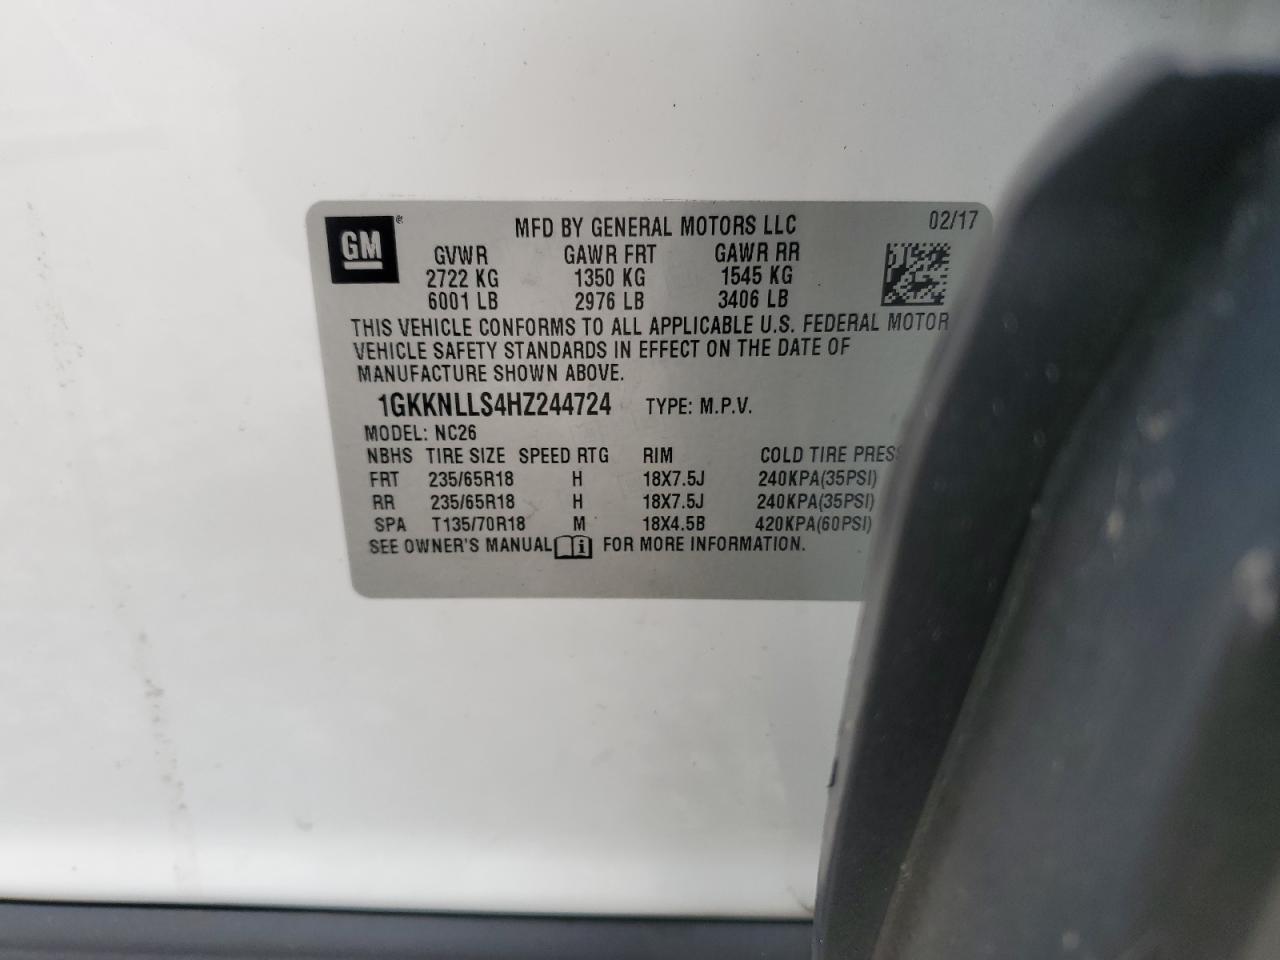 GM ®
MFD BY GENERAL MOTORS LLC 02/17
GVWR GAWR FRT GAWR RR
2722 KG 1350 KG 1545 KG
6001 LB 2976 LB 3406 LB
THIS VEHICLE CONFORMS TO ALL APPLICABLE U.S. FEDERAL MOTOR
VEHICLE SAFETY STANDARDS IN EFFECT ON THE DATE OF
MANUFACTURE SHOWN ABOVE.
1GKKNLLS4HZ244724 TYPE: M.P.V.
MODEL: NC26
NBHS TIRE SIZE SPEED RTG RIM COLD TIRE PRES
FRT 235/65R18 H 18X7.5J 240KPA(35PSI)
RR 235/65R18 H 18X7.5J 240KPA(35PSI)
SPA T135/70R18 M 18X4.5B 420KPA(60PSI)
SEE OWNER'S MANUAL i FOR MORE INFORMATION.